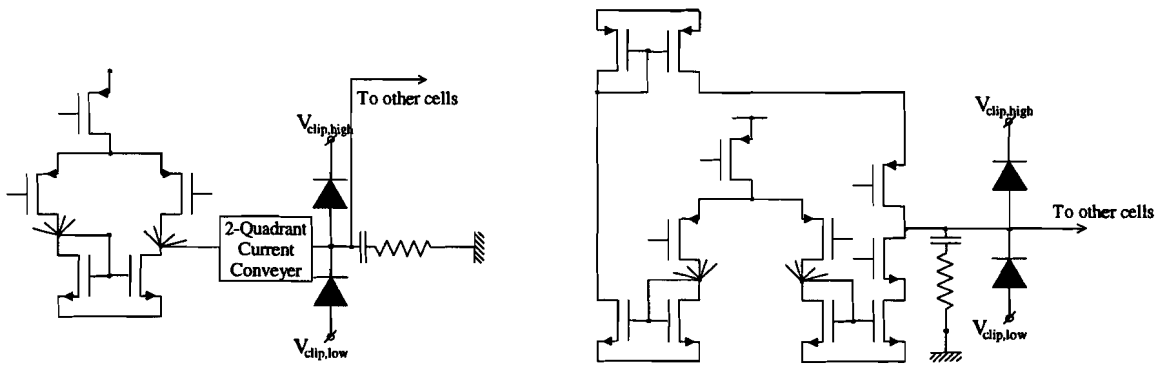 To other cells
V_clip,high
2-Quadrant
Current
Conveyer
V_clip,low
V_clip,high
To other cells
V_clip,low